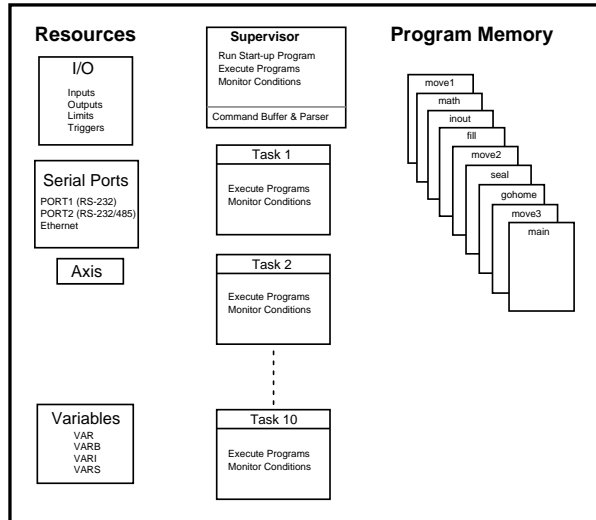 Resources
I/O
Inputs
Outputs
Limits
Triggers
Serial Ports
PORT1 (RS-232)
PORT2 (RS-232/485)
Ethernet
Axis
Variables
VAR
VARB
VARI
VARS
Supervisor
Run Start-up Program
Execute Programs
Monitor Conditions
Command Buffer & Parser
Task 1
Execute Programs
Monitor Conditions
Task 2
Execute Programs
Monitor Conditions
Task 10
Execute Programs
Monitor Conditions
Program Memory
move1
math
inout
fill
move2
seal
gohome
move3
main